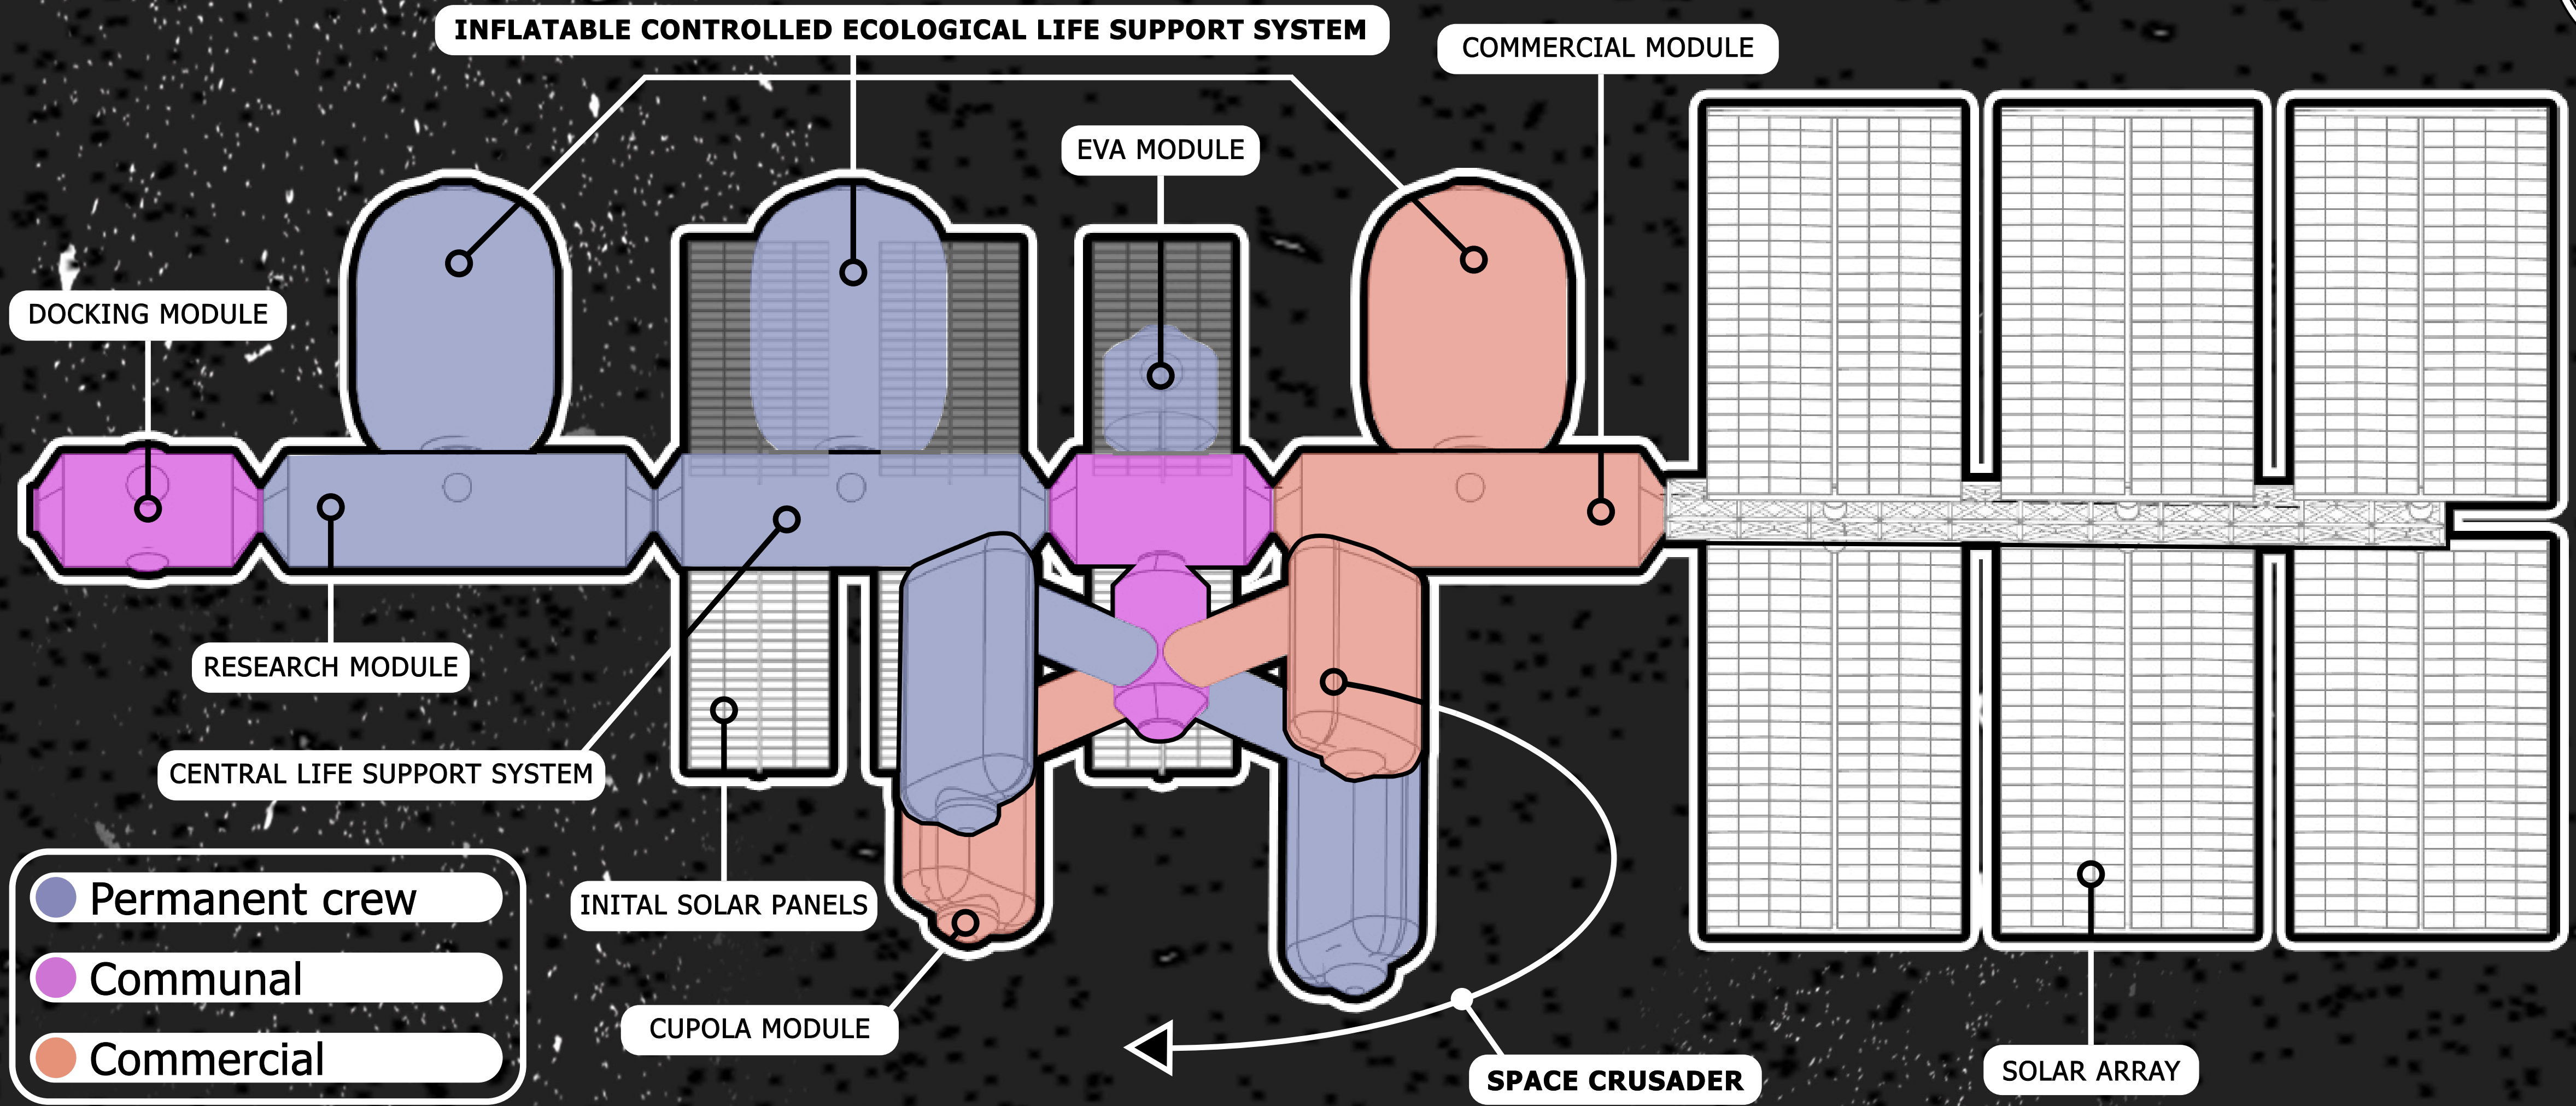 INFLATABLE CONTROLLED ECOLOGICAL LIFE SUPPORT SYSTEM
COMMERCIAL MODULE
EVA MODULE
DOCKING MODULE
RESEARCH MODULE
CENTRAL LIFE SUPPORT SYSTEM
INITAL SOLAR PANELS
CUPOLA MODULE
SPACE CRUSADER
SOLAR ARRAY
Permanent crew
Communal
Commercial